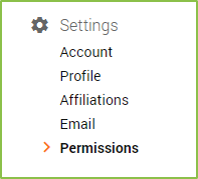 Settings
Account
Profile
Affiliations
Email
Permissions